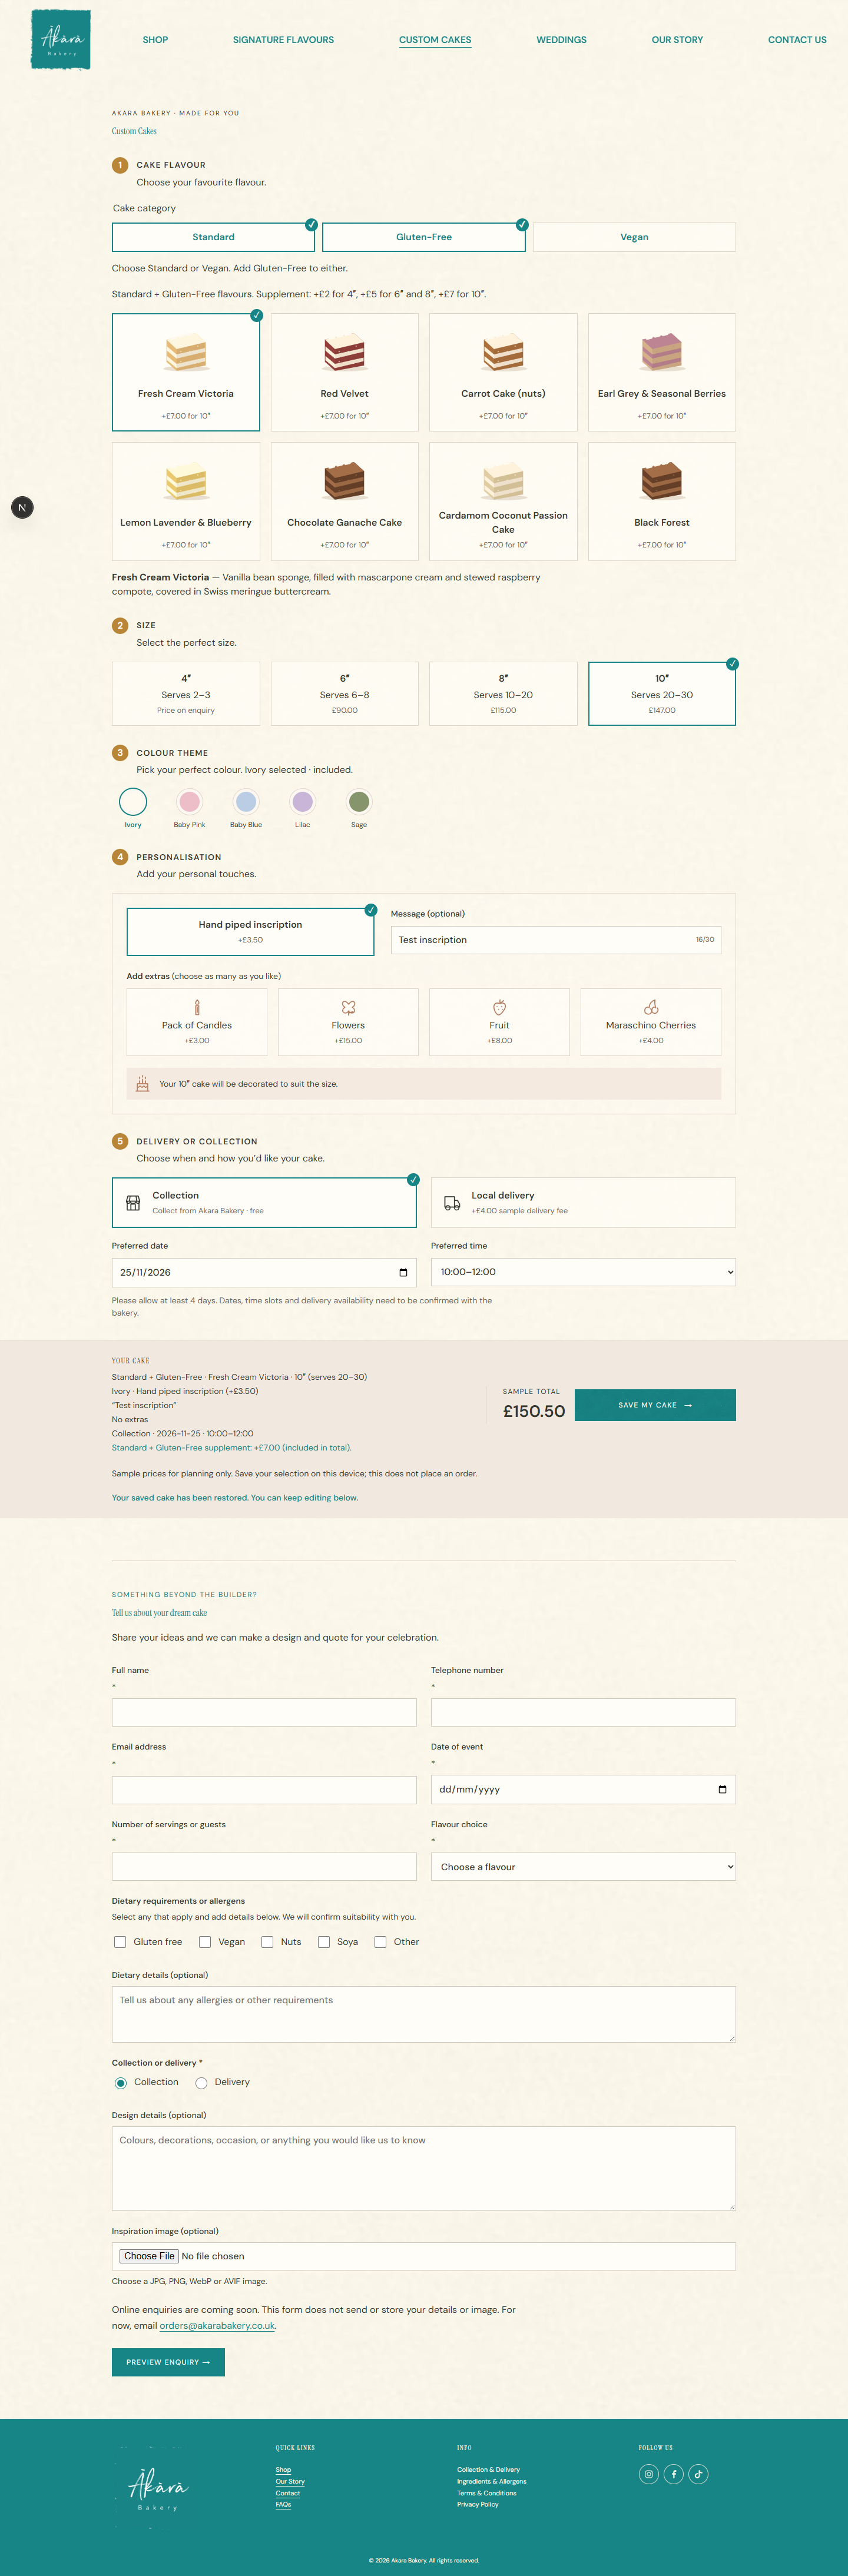 Àkàrà
Bakery
SHOP
SIGNATURE FLAVOURS
CUSTOM CAKES
WEDDINGS
OUR STORY
CONTACT US
AKARA BAKERY · MADE FOR YOU
Custom Cakes
1 CAKE FLAVOUR
Choose your favourite flavour.
Cake category
Standard
Gluten-Free
Vegan
Choose Standard or Vegan. Add Gluten-Free to either.
Standard + Gluten-Free flavours. Supplement: +£2 for 4″, +£5 for 6″ and 8″, +£7 for 10″.
Fresh Cream Victoria
+£7.00 for 10″
Red Velvet
+£7.00 for 10″
Carrot Cake (nuts)
+£7.00 for 10″
Earl Grey & Seasonal Berries
+£7.00 for 10″
Lemon Lavender & Blueberry
+£7.00 for 10″
Chocolate Ganache Cake
+£7.00 for 10″
Cardamom Coconut Passion
Cake
+£7.00 for 10″
Black Forest
+£7.00 for 10″
N
Fresh Cream Victoria — Vanilla bean sponge, filled with mascarpone cream and stewed raspberry
compote, covered in Swiss meringue buttercream.
2 SIZE
Select the perfect size.
4″
Serves 2–3
Price on enquiry
6″
Serves 6–8
£90.00
8″
Serves 10–20
£115.00
10″
Serves 20–30
£147.00
3 COLOUR THEME
Pick your perfect colour. Ivory selected · included.
Ivory
Baby Pink
Baby Blue
Lilac
Sage
4 PERSONALISATION
Add your personal touches.
Hand piped inscription
+£3.50
Message (optional)
Test inscription
16/30
Add extras (choose as many as you like)
Pack of Candles
+£3.00
Flowers
+£15.00
Fruit
+£8.00
Maraschino Cherries
+£4.00
Your 10″ cake will be decorated to suit the size.
5 DELIVERY OR COLLECTION
Choose when and how you’d like your cake.
Collection
Collect from Akara Bakery · free
Local delivery
+£4.00 sample delivery fee
Preferred date
25/11/2026
Preferred time
10:00–12:00
Please allow at least 4 days. Dates, time slots and delivery availability need to be confirmed with the
bakery.
YOUR CAKE
Standard + Gluten-Free · Fresh Cream Victoria · 10″ (serves 20–30)
Ivory · Hand piped inscription (+£3.50)
“Test inscription”
No extras
Collection · 2026-11-25 · 10:00–12:00
Standard + Gluten-Free supplement: +£7.00 (included in total).
SAMPLE TOTAL
£150.50
SAVE MY CAKE →
Sample prices for planning only. Save your selection on this device; this does not place an order.
Your saved cake has been restored. You can keep editing below.
SOMETHING BEYOND THE BUILDER?
Tell us about your dream cake
Share your ideas and we can make a design and quote for your celebration.
Full name
*
Telephone number
*
Email address
*
Date of event
*
dd/mm/yyyy
Number of servings or guests
*
Flavour choice
*
Choose a flavour
Dietary requirements or allergens
Select any that apply and add details below. We will confirm suitability with you.
Gluten free
Vegan
Nuts
Soya
Other
Dietary details (optional)
Tell us about any allergies or other requirements
Collection or delivery *
Collection
Delivery
Design details (optional)
Colours, decorations, occasion, or anything you would like us to know
Inspiration image (optional)
Choose File No file chosen
Choose a JPG, PNG, WebP or AVIF image.
Online enquiries are coming soon. This form does not send or store your details or image. For
now, email orders@akarabakery.co.uk.
PREVIEW ENQUIRY →
Àkàrà
Bakery
QUICK LINKS
Shop
Our Story
Contact
FAQs
INFO
Collection & Delivery
Ingredients & Allergens
Terms & Conditions
Privacy Policy
FOLLOW US
© 2026 Akara Bakery. All rights reserved.